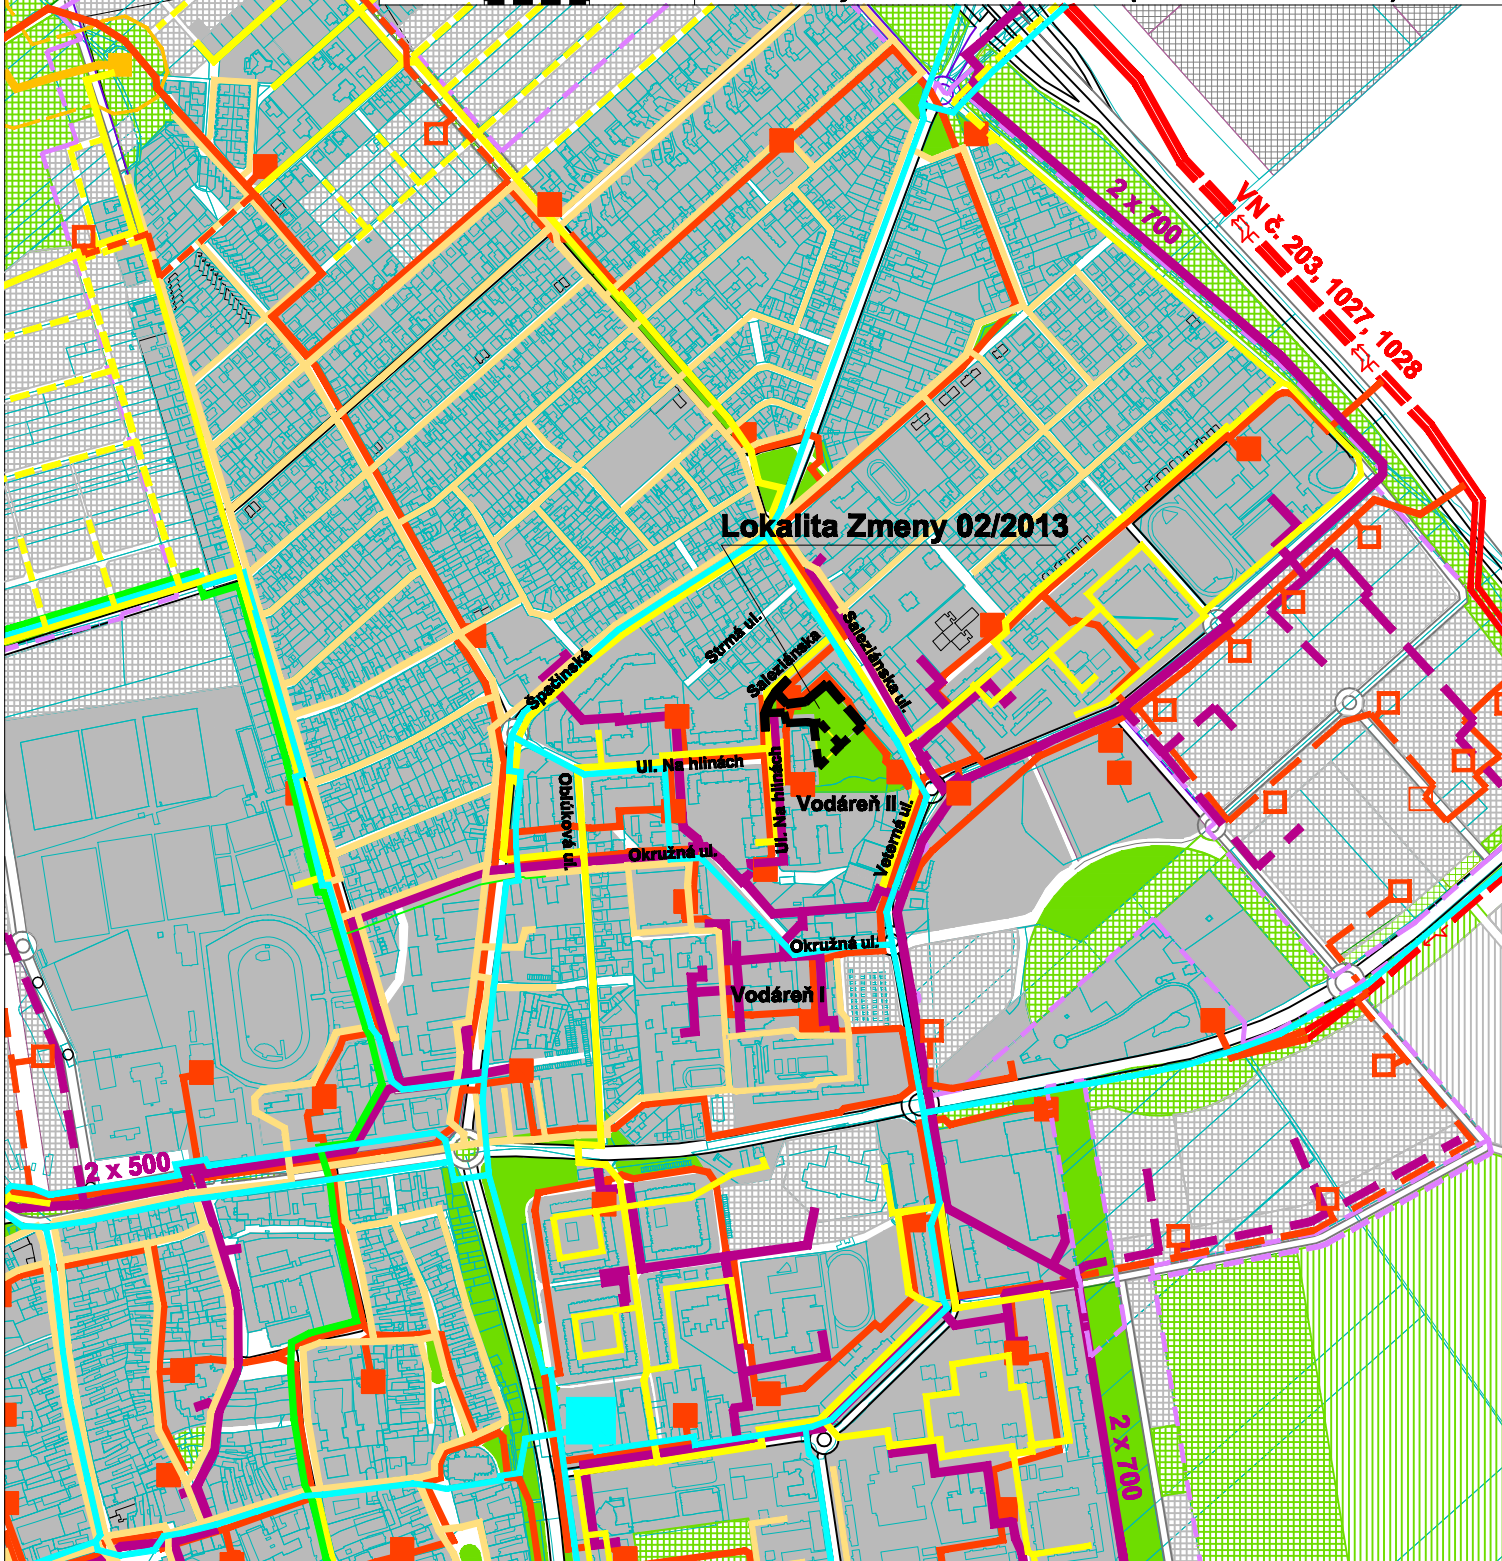 2 x 700
VN č. 203, 1027, 1028
Lokalita Zmeny 02/2013
Strmá ul.
Saleziánska
Saleziánska ul.
Špačinská
Ul. Na hlinách
Oblúková ul.
Ul. Na hlinách
Vodáreň II
Veterná ul.
Okružná ul.
Okružná ul.
Vodáreň I
2 x 500
2 x 700